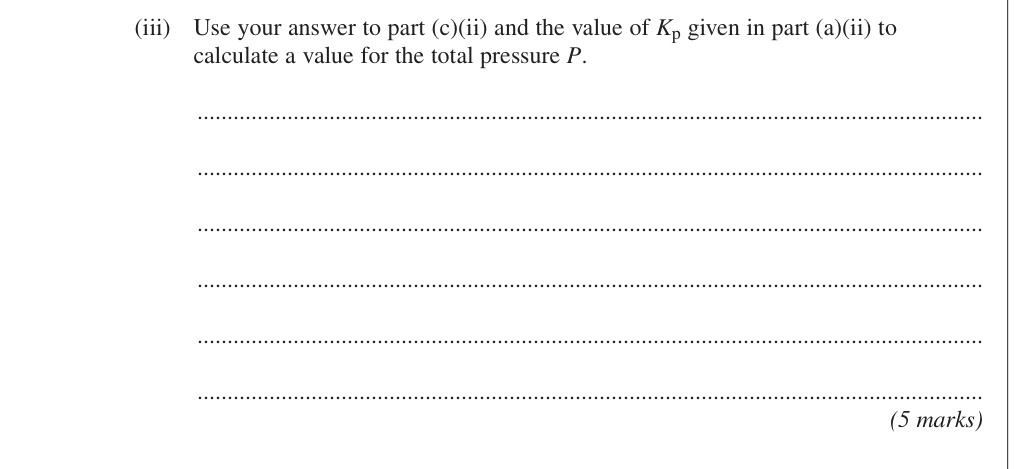 (iii) Use your answer to part (c)(ii) and the value of Kp given in part (a)(ii) to
calculate a value for the total pressure P.
(5 marks)